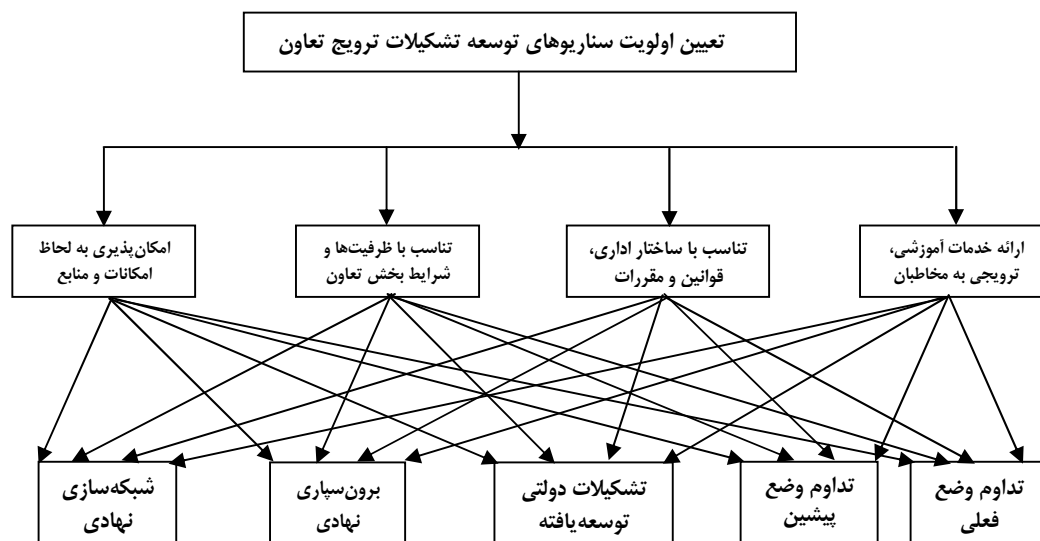 تعیین اولویت سناریوهای توسعه تشکیلات ترویج تعاون
ارائه خدمات آموزشی،
ترویجی به مخاطبان
تناسب با ساختار اداری،
قوانین و مقررات
تناسب با ظرفیت‌ها و
شرایط بخش تعاون
امکان‌پذیری به لحاظ
امکانات و منابع
تداوم وضع
فعلی
تداوم وضع
پیشین
تشکیلات دولتی
توسعه‌یافته
برون‌سپاری
نهادی
شبکه‌سازی
نهادی